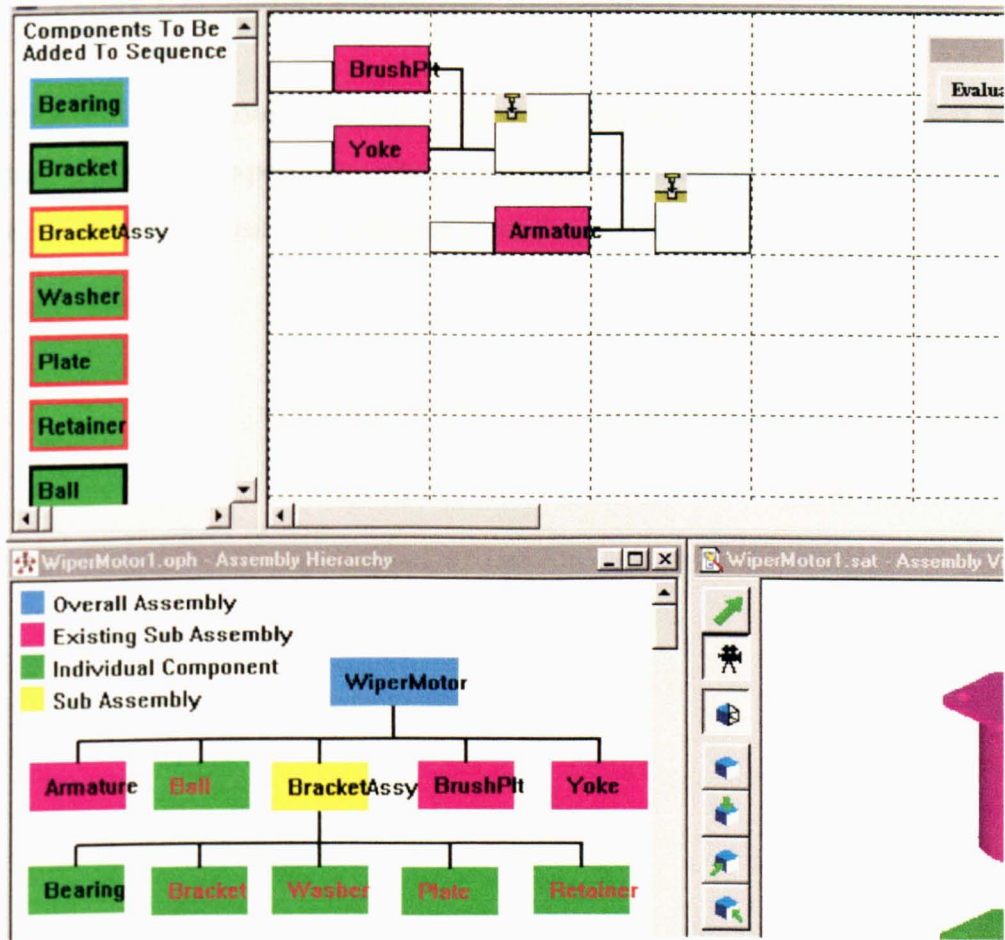 Components To Be
Added To Sequence
Bearing
Bracket
BracketAssy
Washer
Plate
Retainer
Ball
BrushPlt
Yoke
Armature
Evalua
WiperMotor1.oph - Assembly Hierarchy
Overall Assembly
Existing Sub Assembly
Individual Component
Sub Assembly
WiperMotor
Armature Ball BracketAssy BrushPlt Yoke
Bearing Bracket Washer Plate Retainer
WiperMotor1.sat - Assembly Vi